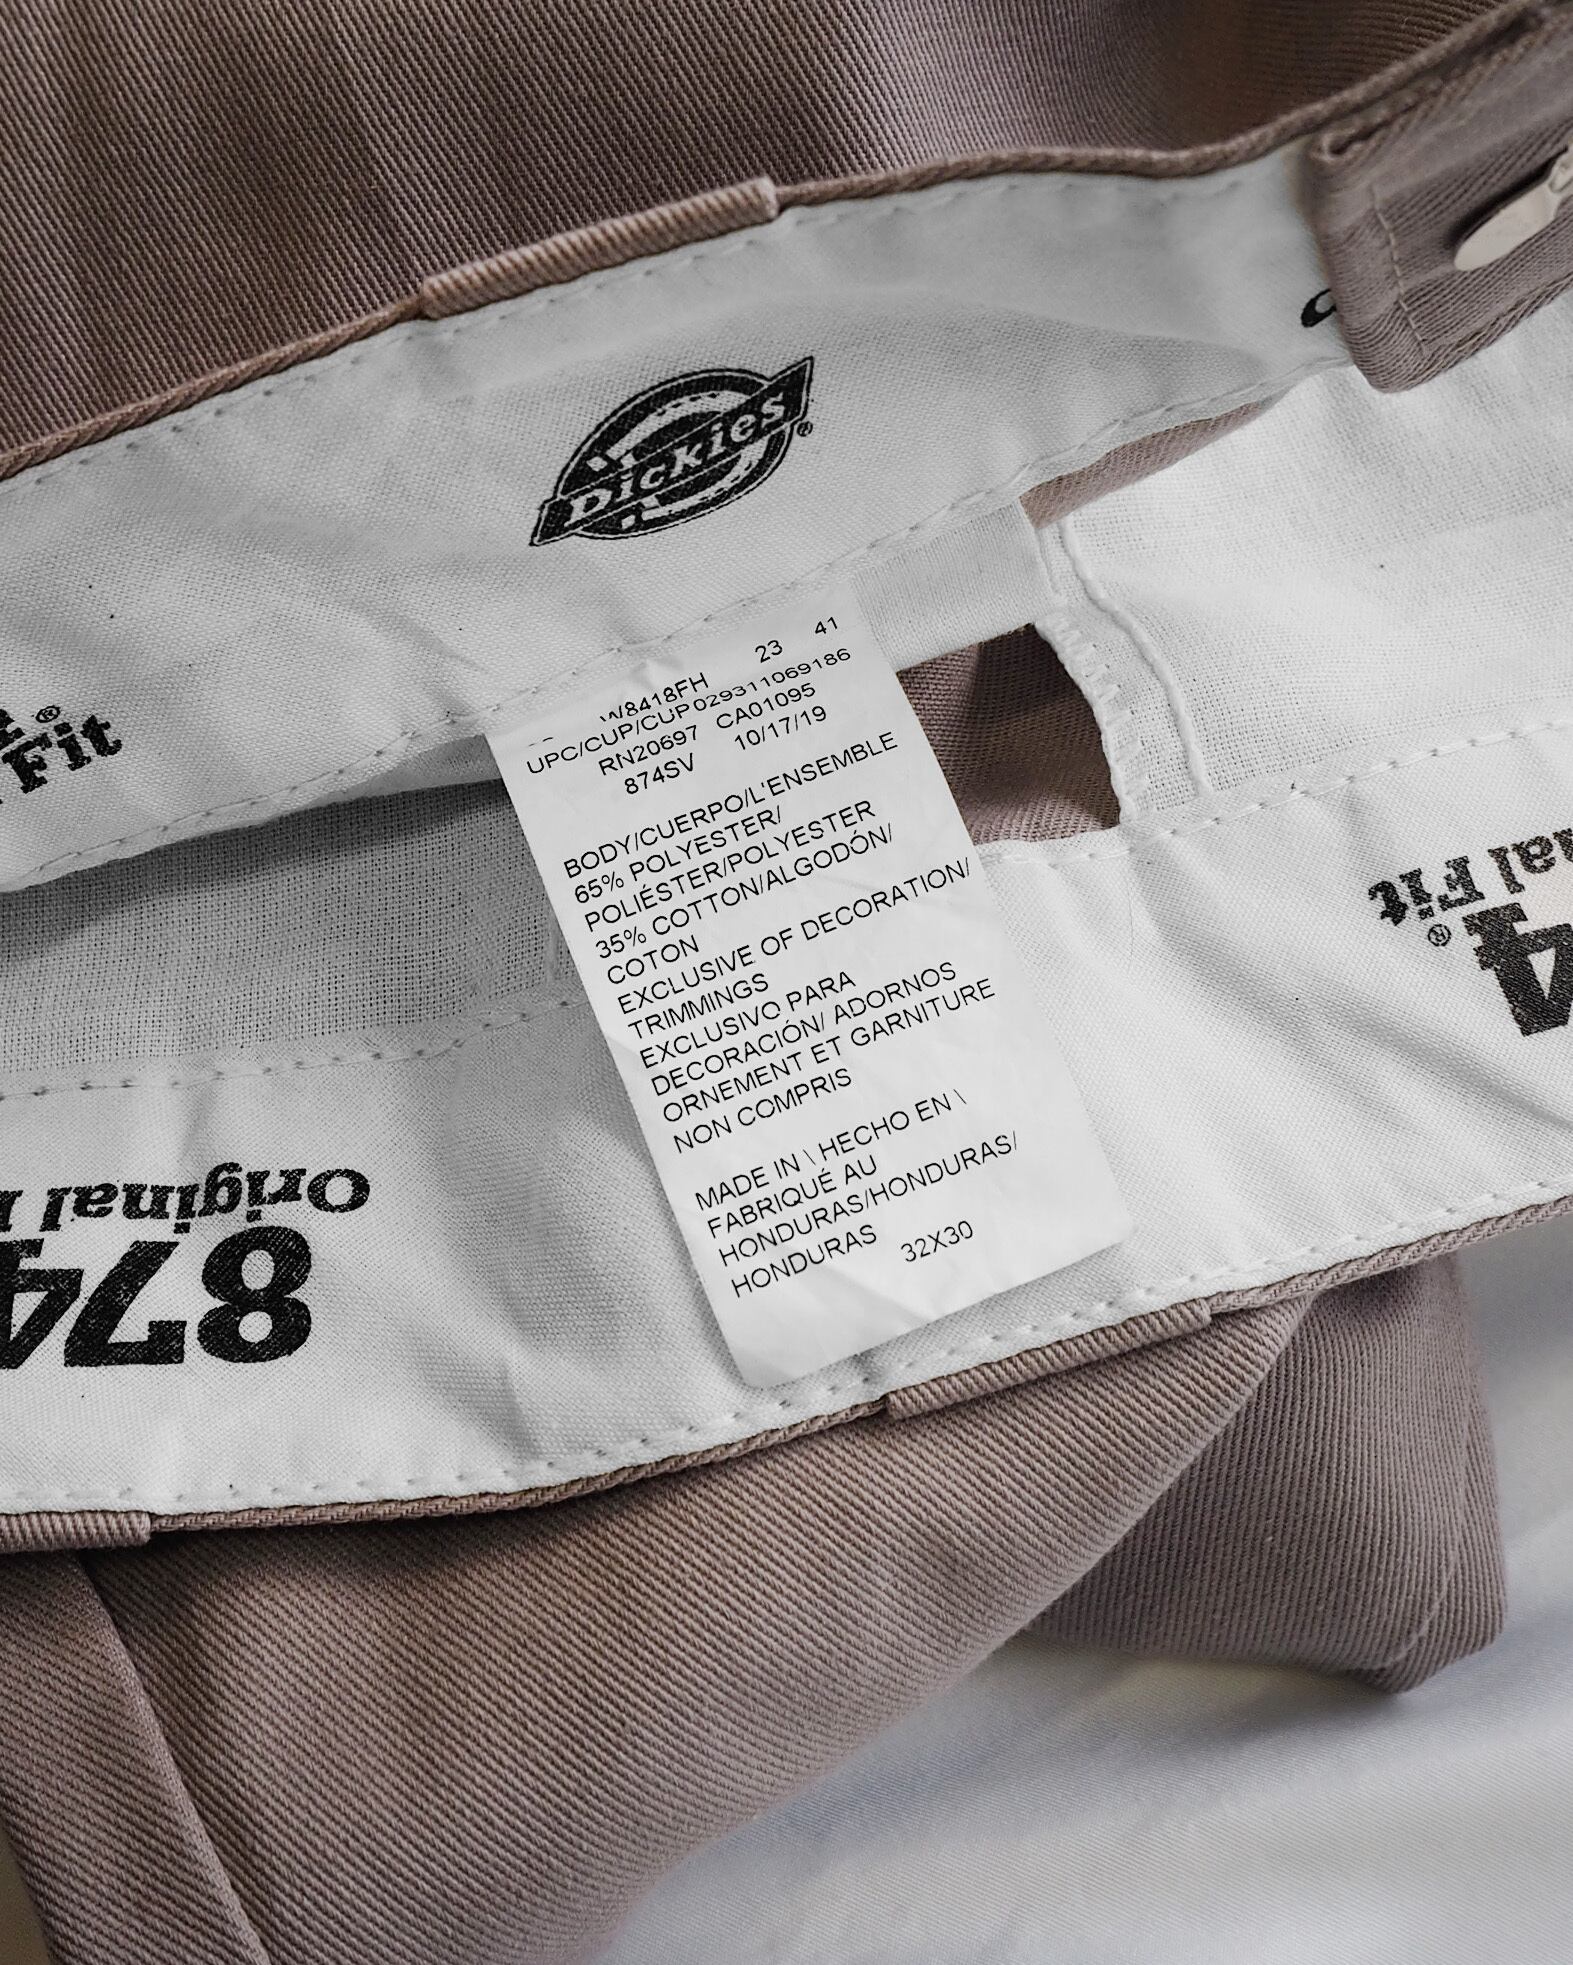 Dickies®
® Fit
W8418FH 23 41
UPC/CUP/CUP 029311069186
RN20697 CA01095
874SV 10/17/19
BODY/CUERPO/L'ENSEMBLE
65% POLYESTER/
POLIÉSTER/POLYESTER
35% COTTON/ALGODÓN/
COTON
EXCLUSIVE OF DECORATION/
TRIMMINGS
EXCLUSIVO PARA
DECORACIÓN/ ADORNOS
ORNEMENT ET GARNITURE
NON COMPRIS
MADE IN \ HECHO EN \
FABRIQUÉ AU
HONDURAS/HONDURAS/
HONDURAS 32X30
874
Original
4®
nal Fit